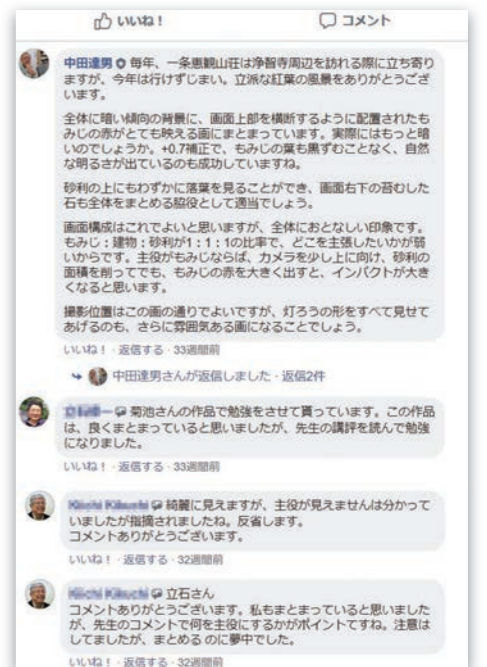 いいね！ コメント
中田達男 毎年、一条恵観山荘は浄智寺周辺を訪れる際に立ち寄り
ますが、今年は行けずじまい。立派な紅葉の風景をありがとうござ
います。
全体に暗い傾向の背景に、画面上部を横断するように配置されたも
みじの赤がとても映える画にまとまっています。実際にはもっと暗
いのでしょうか。+0.7補正で、もみじの葉も黒ずむことなく、自然
な明るさが出ているのも成功していますね。
砂利の上にもわずかに落葉を見ることができ、画面右下の苔むした
石も全体をまとめる脇役として適当でしょう。
画面構成はこれでよいと思いますが、全体におとなしい印象です。
もみじ：建物：砂利が1：1：1の比率で、どこを主張したいかが弱
いからです。主役がもみじならば、カメラを少し上に向け、砂利の
面積を削ってでも、もみじの赤を大きく出すと、インパクトが大き
くなると思います。
撮影位置はこの画の通りでよいですが、灯ろうの形をすべて見せて
あげるのも、さらに雰囲気ある画になることでしょう。
いいね！・返信する・33週間前
中田達男さんが返信しました・返信2件
菊池さんの作品で勉強をさせて貰っています。この作品
は、良くまとまっていると思いましたが、先生の講評を読んで勉強
になりました。
いいね！・返信する・33週間前
綺麗に見えますが、主役が見えませんは分かって
いましたが指摘されましたね。反省します。
コメントありがとうございます。
いいね！・返信する・32週間前
立石さん
コメントありがとうございます。私もまとまっていると思いました
が、先生のコメントで何を主役にするかがポイントですね。注意は
してましたが、まとめる のに夢中でした。
いいね！・返信する・32週間前